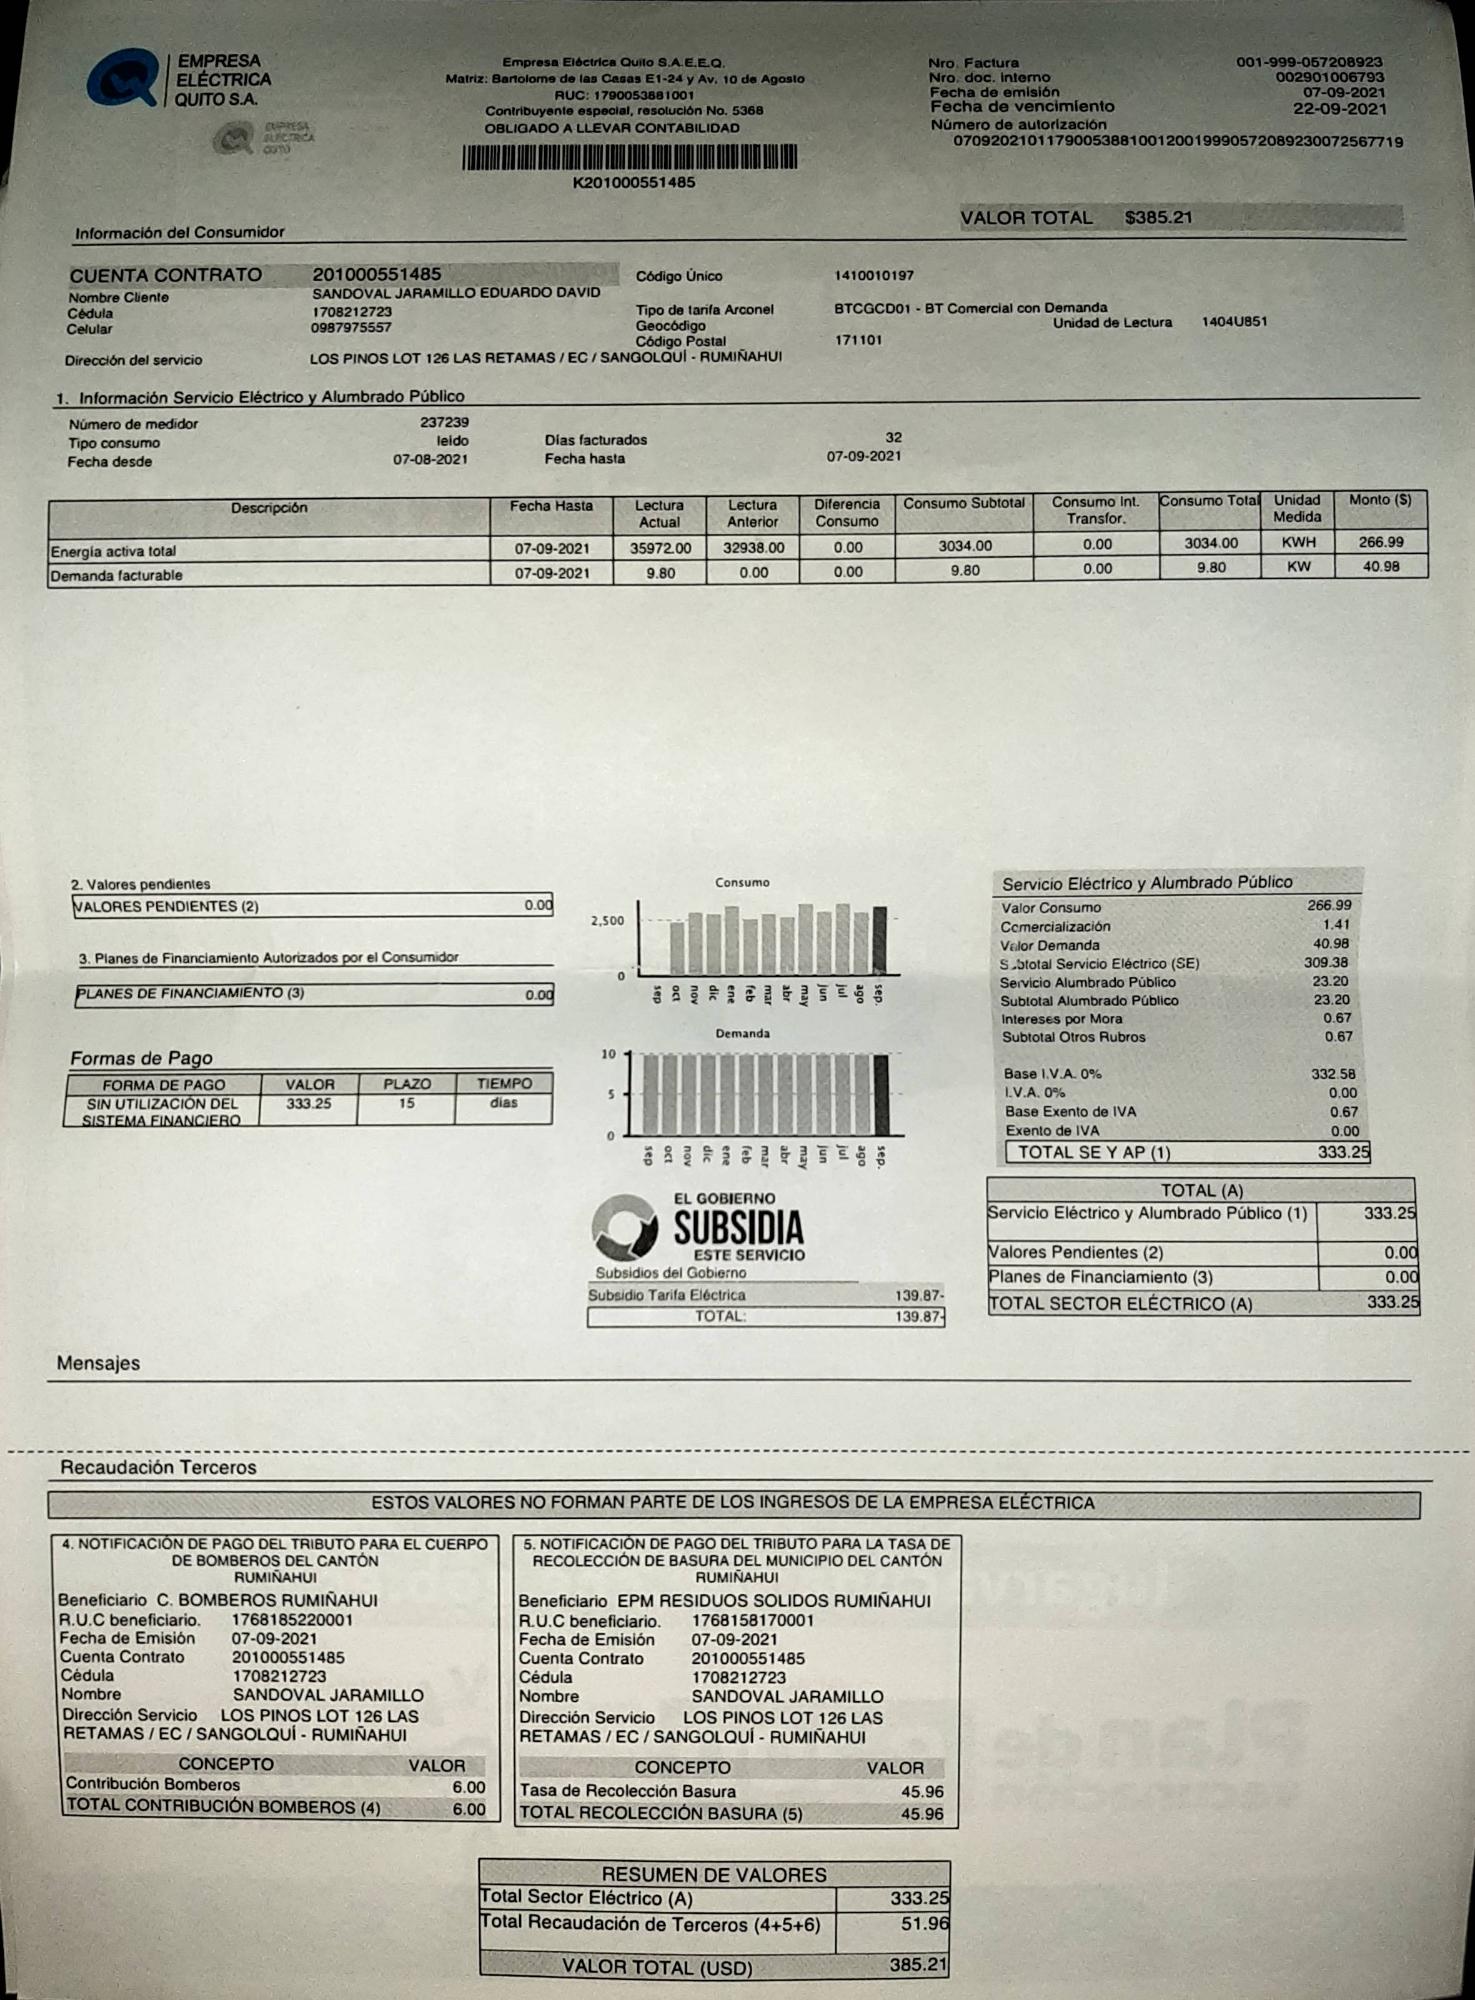 EMPRESA
ELÉCTRICA
QUITO S.A.
EMPRESA
ELÉCTRICA
QUITO
Empresa Eléctrica Quito S.A.E.E.Q.
Matriz: Bartolome de las Casas E1-24 y Av. 10 de Agosto
RUC: 1790053881001
Contribuyente especial, resolución No. 5368
OBLIGADO A LLEVAR CONTABILIDAD
K201000551485
Nro. Factura 001-999-057208923
Nro. doc. interno 002901006793
Fecha de emisión 07-09-2021
Fecha de vencimiento 22-09-2021
Número de autorización
0709202101179005388100120019990572089230072567719
VALOR TOTAL $385.21
Información del Consumidor
CUENTA CONTRATO 201000551485 Código Único 1410010197
Nombre Cliente SANDOVAL JARAMILLO EDUARDO DAVID
Cédula 1708212723 Tipo de tarifa Arconel BTCGCD01 - BT Comercial con Demanda
Celular 0987975557 Geocódigo Unidad de Lectura 1404U851
Código Postal 171101
Dirección del servicio LOS PINOS LOT 126 LAS RETAMAS / EC / SANGOLQUÍ - RUMIÑAHUI
1. Información Servicio Eléctrico y Alumbrado Público
Número de medidor 237239
Tipo consumo leido Días facturados 32
Fecha desde 07-08-2021 Fecha hasta 07-09-2021
Descripción Fecha Hasta Lectura Actual Lectura Anterior Diferencia Consumo Consumo Subtotal Consumo Int. Transfor. Consumo Total Unidad Medida Monto ($)
Energía activa total 07-09-2021 35972.00 32938.00 0.00 3034.00 0.00 3034.00 KWH 266.99
Demanda facturable 07-09-2021 9.80 0.00 0.00 9.80 0.00 9.80 KW 40.98
2. Valores pendientes
VALORES PENDIENTES (2) 0.00
3. Planes de Financiamiento Autorizados por el Consumidor
PLANES DE FINANCIAMIENTO (3) 0.00
Formas de Pago
FORMA DE PAGO VALOR PLAZO TIEMPO
SIN UTILIZACIÓN DEL 333.25 15 dias
SISTEMA FINANCIERO
Consumo
2,500
0
sep oct nov dic ene feb mar abr may jun jul ago sep.
Demanda
10
5
0
sep oct nov dic ene feb mar abr may jun jul ago sep.
EL GOBIERNO
SUBSIDIA
ESTE SERVICIO
Subsidios del Gobierno
Subsidio Tarifa Eléctrica 139.87-
TOTAL: 139.87-
Servicio Eléctrico y Alumbrado Público
Valor Consumo 266.99
Comercialización 1.41
Valor Demanda 40.98
Subtotal Servicio Eléctrico (SE) 309.38
Servicio Alumbrado Público 23.20
Subtotal Alumbrado Público 23.20
Intereses por Mora 0.67
Subtotal Otros Rubros 0.67
Base I.V.A. 0% 332.58
I.V.A. 0% 0.00
Base Exento de IVA 0.67
Exento de IVA 0.00
TOTAL SE Y AP (1) 333.25
TOTAL (A)
Servicio Eléctrico y Alumbrado Público (1) 333.25
Valores Pendientes (2) 0.00
Planes de Financiamiento (3) 0.00
TOTAL SECTOR ELÉCTRICO (A) 333.25
Mensajes
Recaudación Terceros
ESTOS VALORES NO FORMAN PARTE DE LOS INGRESOS DE LA EMPRESA ELÉCTRICA
4. NOTIFICACIÓN DE PAGO DEL TRIBUTO PARA EL CUERPO
DE BOMBEROS DEL CANTÓN
RUMIÑAHUI
Beneficiario C. BOMBEROS RUMIÑAHUI
R.U.C beneficiario. 1768185220001
Fecha de Emisión 07-09-2021
Cuenta Contrato 201000551485
Cédula 1708212723
Nombre SANDOVAL JARAMILLO
Dirección Servicio LOS PINOS LOT 126 LAS
RETAMAS / EC / SANGOLQUÍ - RUMIÑAHUI
CONCEPTO VALOR
Contribución Bomberos 6.00
TOTAL CONTRIBUCIÓN BOMBEROS (4) 6.00
5. NOTIFICACIÓN DE PAGO DEL TRIBUTO PARA LA TASA DE
RECOLECCIÓN DE BASURA DEL MUNICIPIO DEL CANTÓN
RUMIÑAHUI
Beneficiario EPM RESIDUOS SOLIDOS RUMIÑAHUI
R.U.C beneficiario. 1768158170001
Fecha de Emisión 07-09-2021
Cuenta Contrato 201000551485
Cédula 1708212723
Nombre SANDOVAL JARAMILLO
Dirección Servicio LOS PINOS LOT 126 LAS
RETAMAS / EC / SANGOLQUÍ - RUMIÑAHUI
CONCEPTO VALOR
Tasa de Recolección Basura 45.96
TOTAL RECOLECCIÓN BASURA (5) 45.96
RESUMEN DE VALORES
Total Sector Eléctrico (A) 333.25
Total Recaudación de Terceros (4+5+6) 51.96
VALOR TOTAL (USD) 385.21